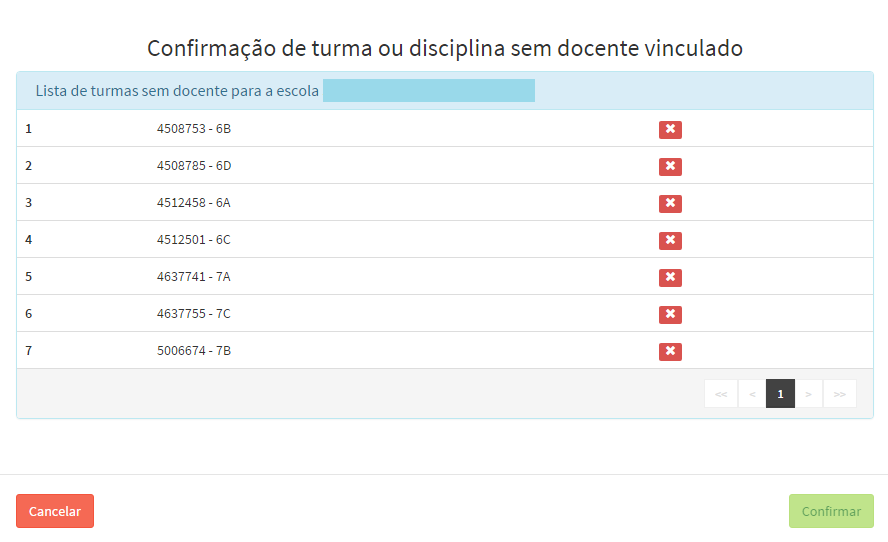 Confirmação de turma ou disciplina sem docente vinculado
Lista de turmas sem docente para a escola
1 4508753 - 6B
2 4508785 - 6D
3 4512458 - 6A
4 4512501 - 6C
5 4637741 - 7A
6 4637755 - 7C
7 5006674 - 7B
<< < 1 > >>
Cancelar Confirmar